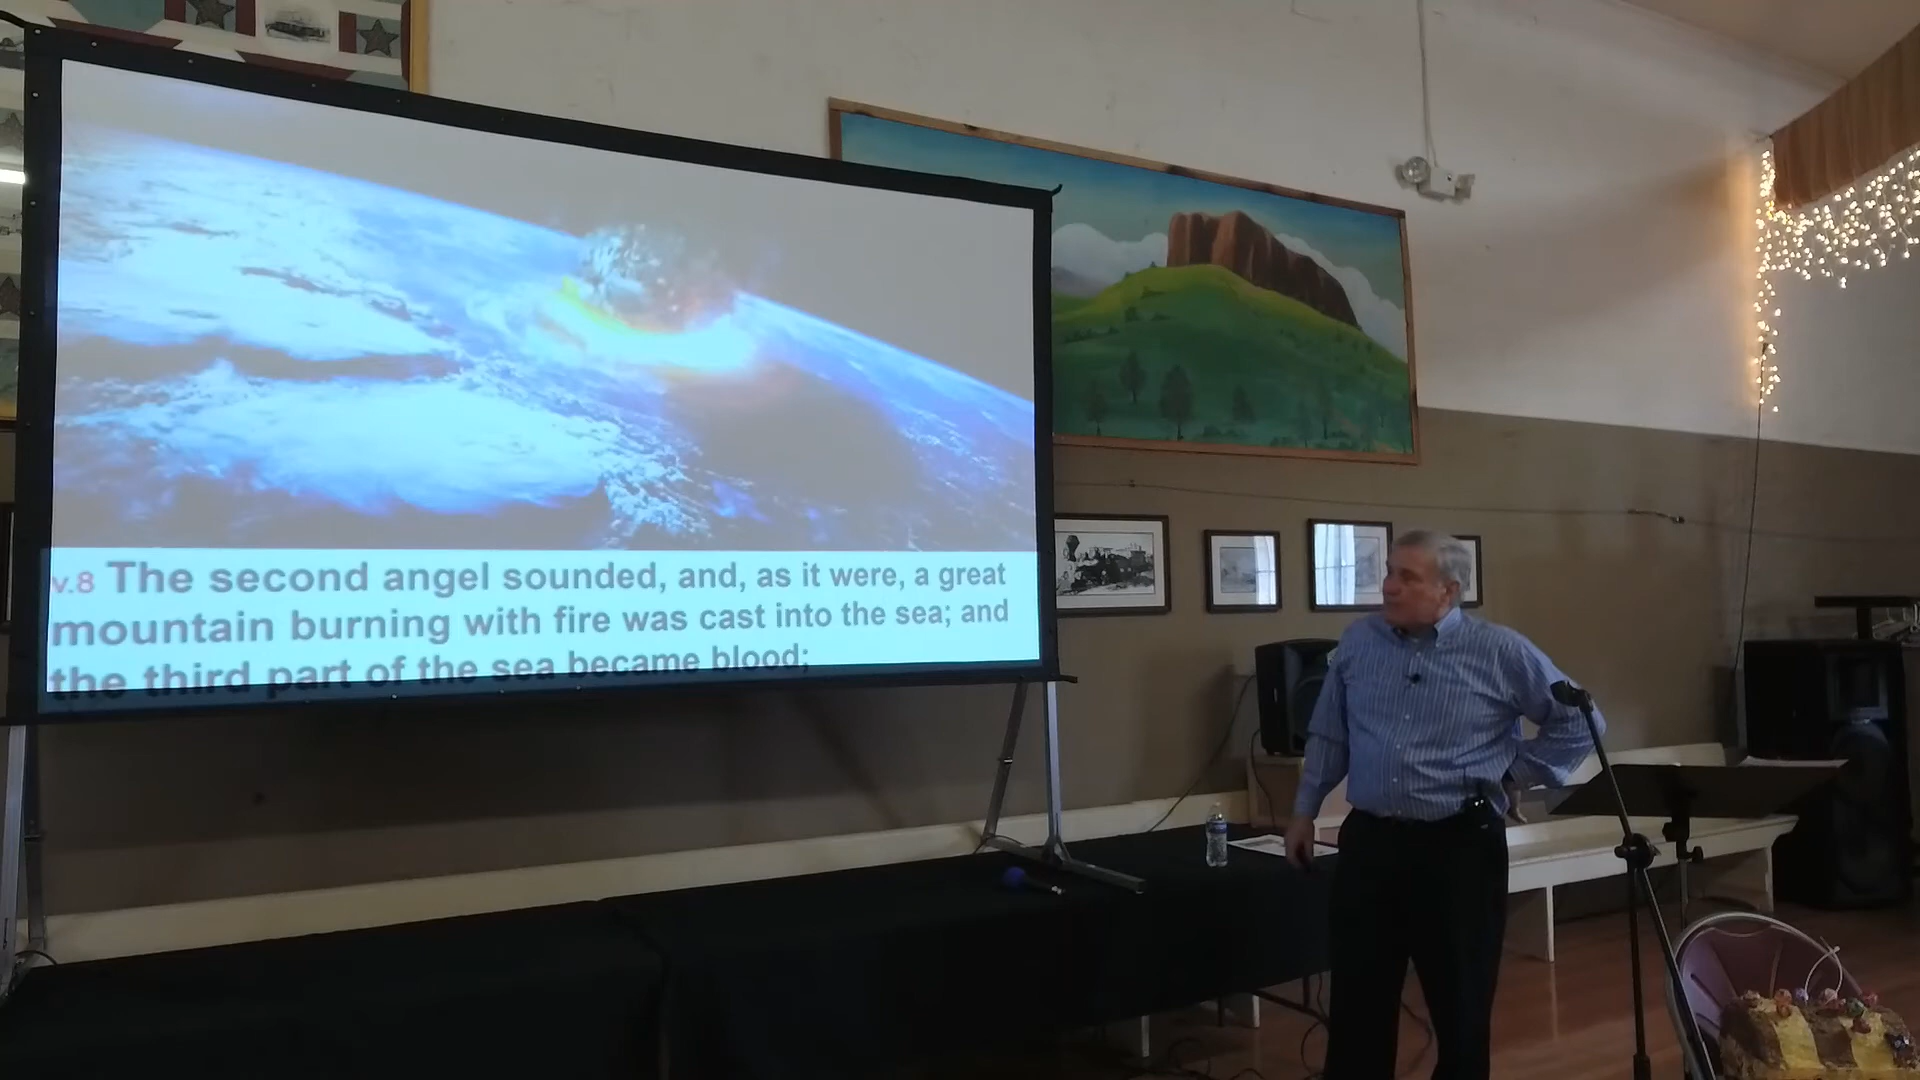 v.8 The second angel sounded, and, as it were, a great
mountain burning with fire was cast into the sea; and
the third part of the sea became blood;